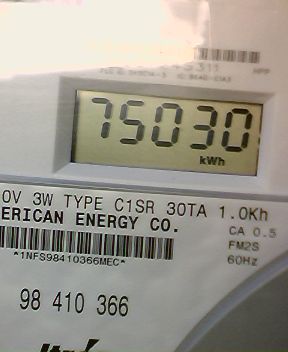 75030
kWh
0V 3W TYPE C1SR 30TA 1.0Kh
ERICAN ENERGY CO.
CA 0.5
FM2S
*1NFS98410366MEC*
60Hz
98 410 366